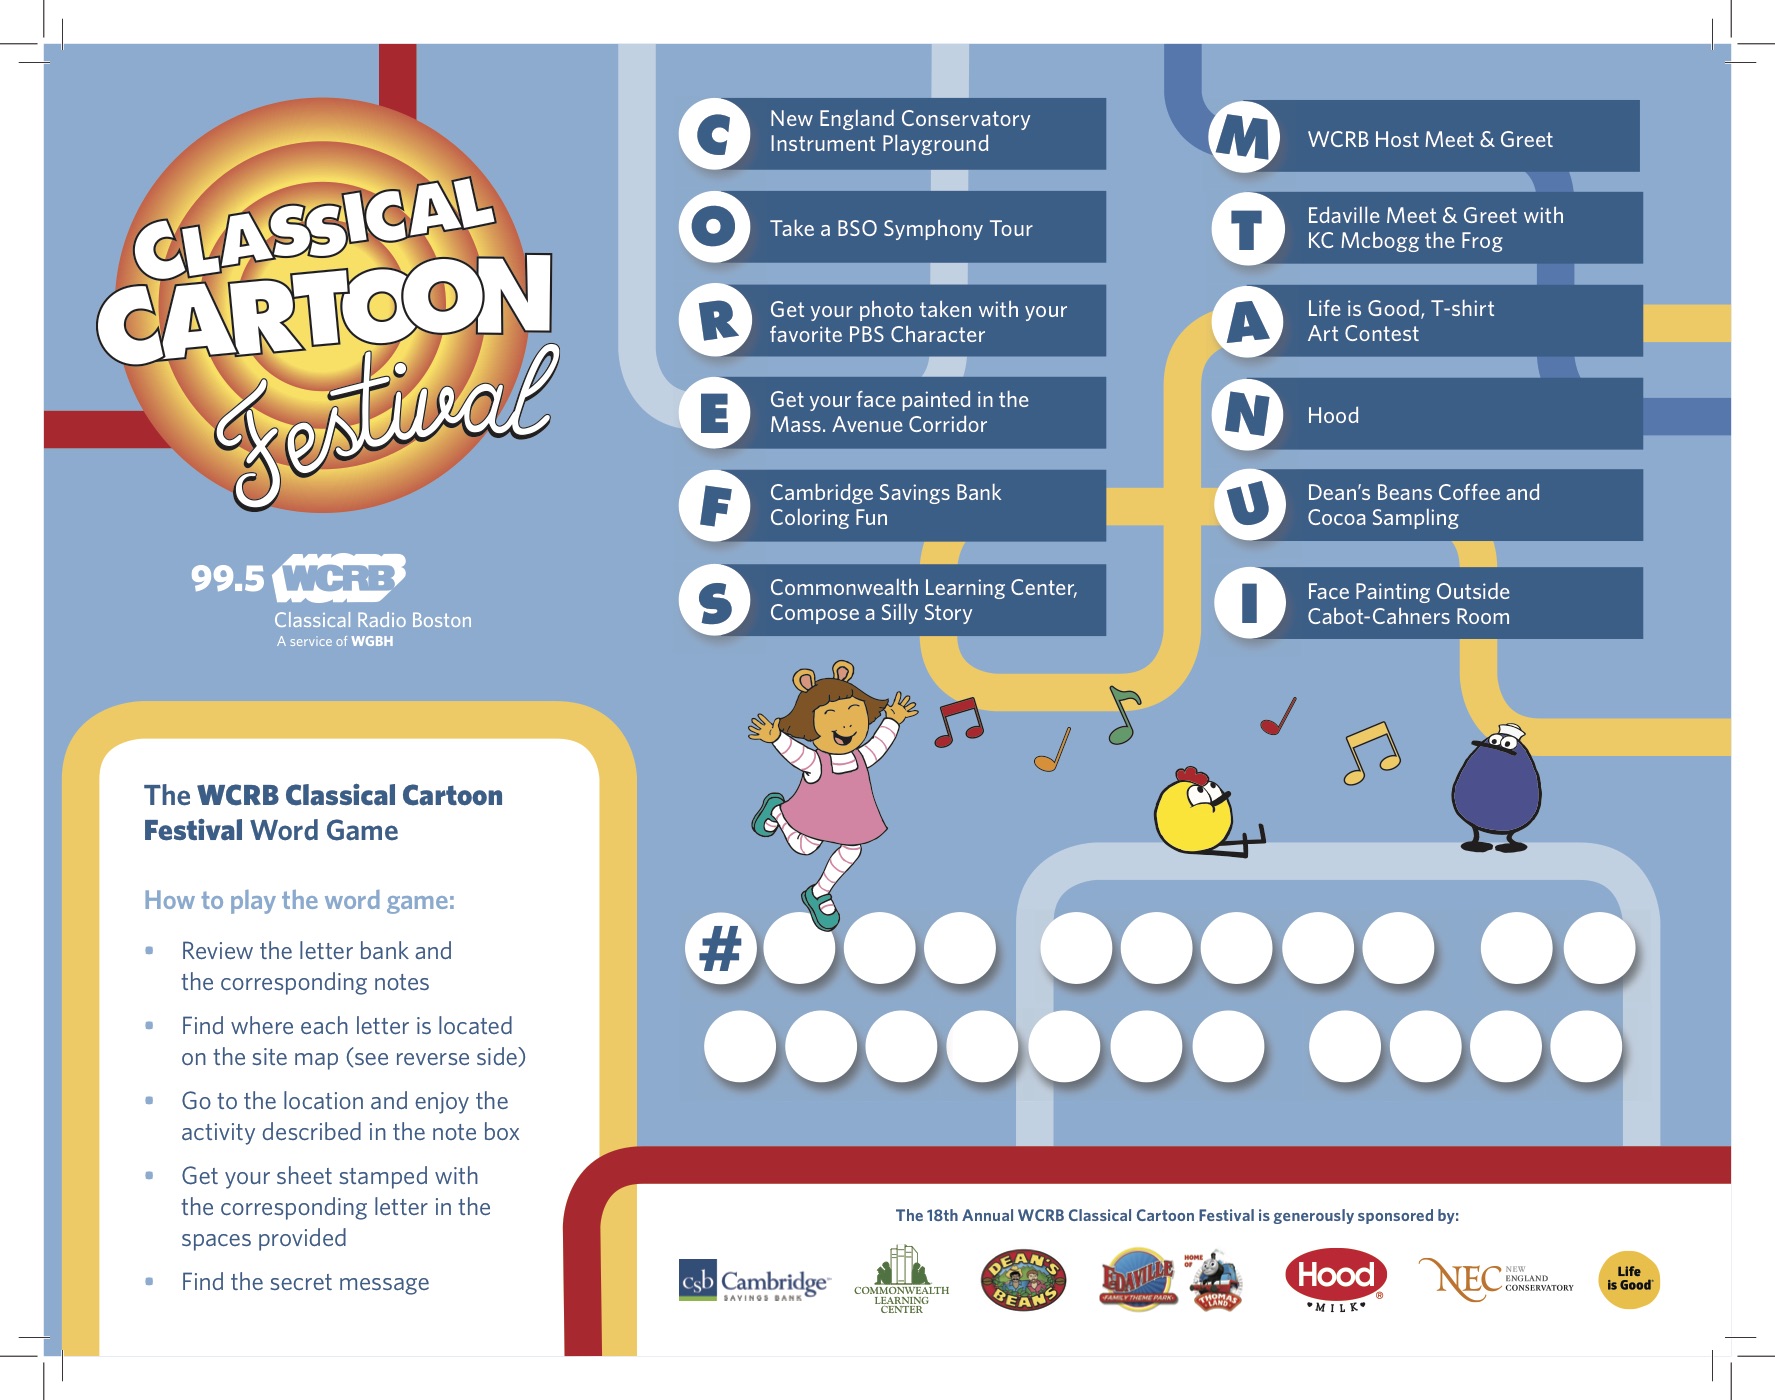 CLASSICAL
CARTOON
Festival
99.5 WCRB
Classical Radio Boston
A service of WGBH
The WCRB Classical Cartoon
Festival Word Game
How to play the word game:
• Review the letter bank and
the corresponding notes
• Find where each letter is located
on the site map (see reverse side)
• Go to the location and enjoy the
activity described in the note box
• Get your sheet stamped with
the corresponding letter in the
spaces provided
• Find the secret message
C
New England Conservatory
Instrument Playground
O
Take a BSO Symphony Tour
R
Get your photo taken with your
favorite PBS Character
E
Get your face painted in the
Mass. Avenue Corridor
F
Cambridge Savings Bank
Coloring Fun
S
Commonwealth Learning Center,
Compose a Silly Story
M
WCRB Host Meet & Greet
T
Edaville Meet & Greet with
KC Mcbogg the Frog
A
Life is Good, T-shirt
Art Contest
N
Hood
U
Dean's Beans Coffee and
Cocoa Sampling
I
Face Painting Outside
Cabot-Cahners Room
#
The 18th Annual WCRB Classical Cartoon Festival is generously sponsored by:
csb Cambridge
SAVINGS BANK
COMMONWEALTH
LEARNING
CENTER
DEAN'S
BEANS
EDAVILLE
FAMILY THEME PARK
HOME
OF
THOMAS
LAND
Hood
MILK
NEC NEW
ENGLAND
CONSERVATORY
Life
is Good